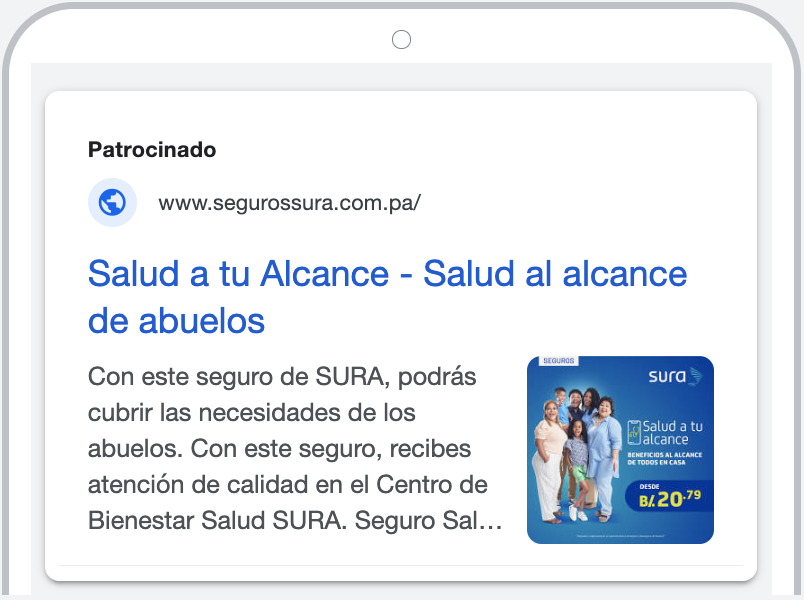 Patrocinado
www.segurossura.com.pa/
Salud a tu Alcance - Salud al alcance
de abuelos
Con este seguro de SURA, podrás
cubrir las necesidades de los
abuelos. Con este seguro, recibes
atención de calidad en el Centro de
Bienestar Salud SURA. Seguro Sal...
SEGUROS
sura
Salud a tu
alcance
BENEFICIOS AL ALCANCE
DE TODOS EN CASA
DESDE
B/.20.79